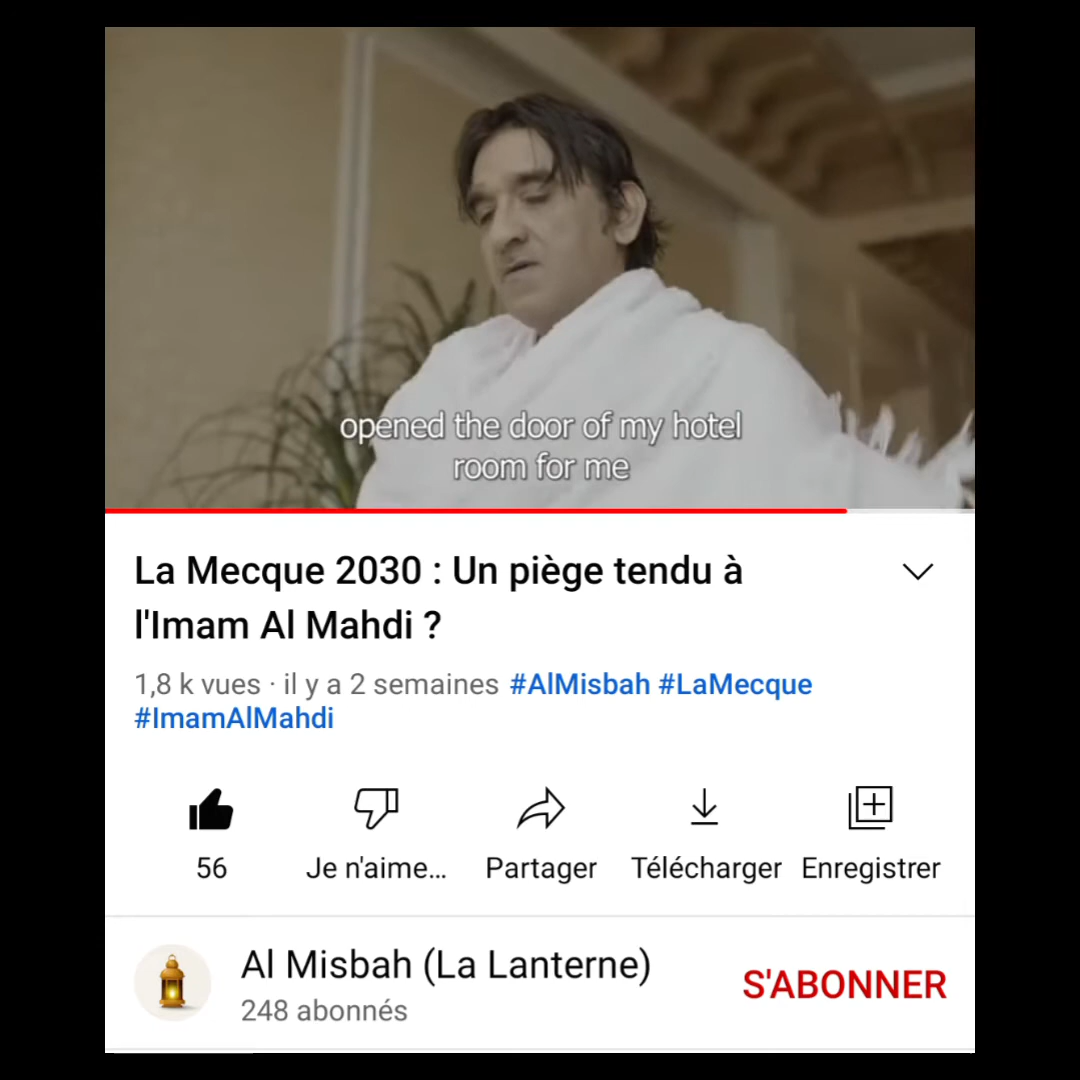 opened the door of my hotel
room for me
La Mecque 2030 : Un piège tendu à
l'Imam Al Mahdi ?
1,8 k vues · il y a 2 semaines #AlMisbah #LaMecque
#ImamAlMahdi
56 Je n'aime... Partager Télécharger Enregistrer
Al Misbah (La Lanterne)
248 abonnés
S'ABONNER